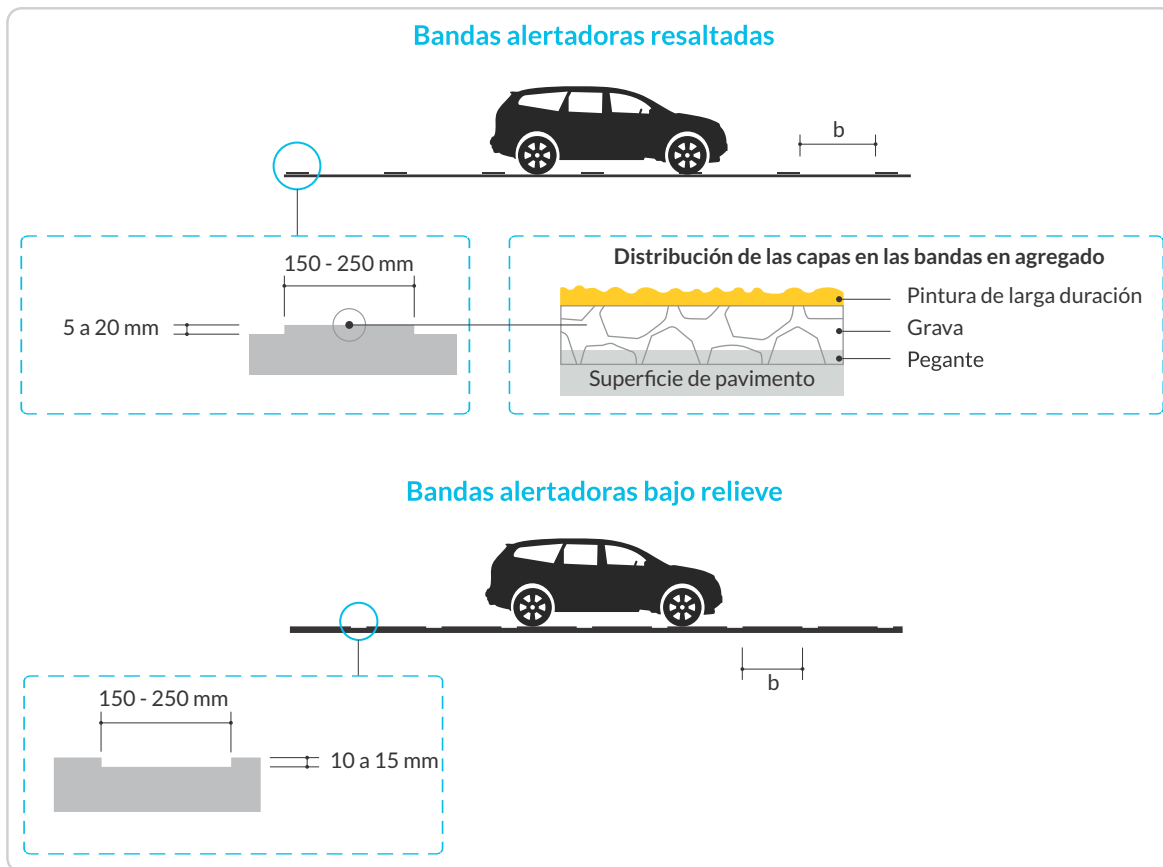 Bandas alertadoras resaltadas
b
150 - 250 mm
5 a 20 mm
Distribución de las capas en las bandas en agregado
Pintura de larga duración
Grava
Pegante
Superficie de pavimento
Bandas alertadoras bajo relieve
b
150 - 250 mm
10 a 15 mm